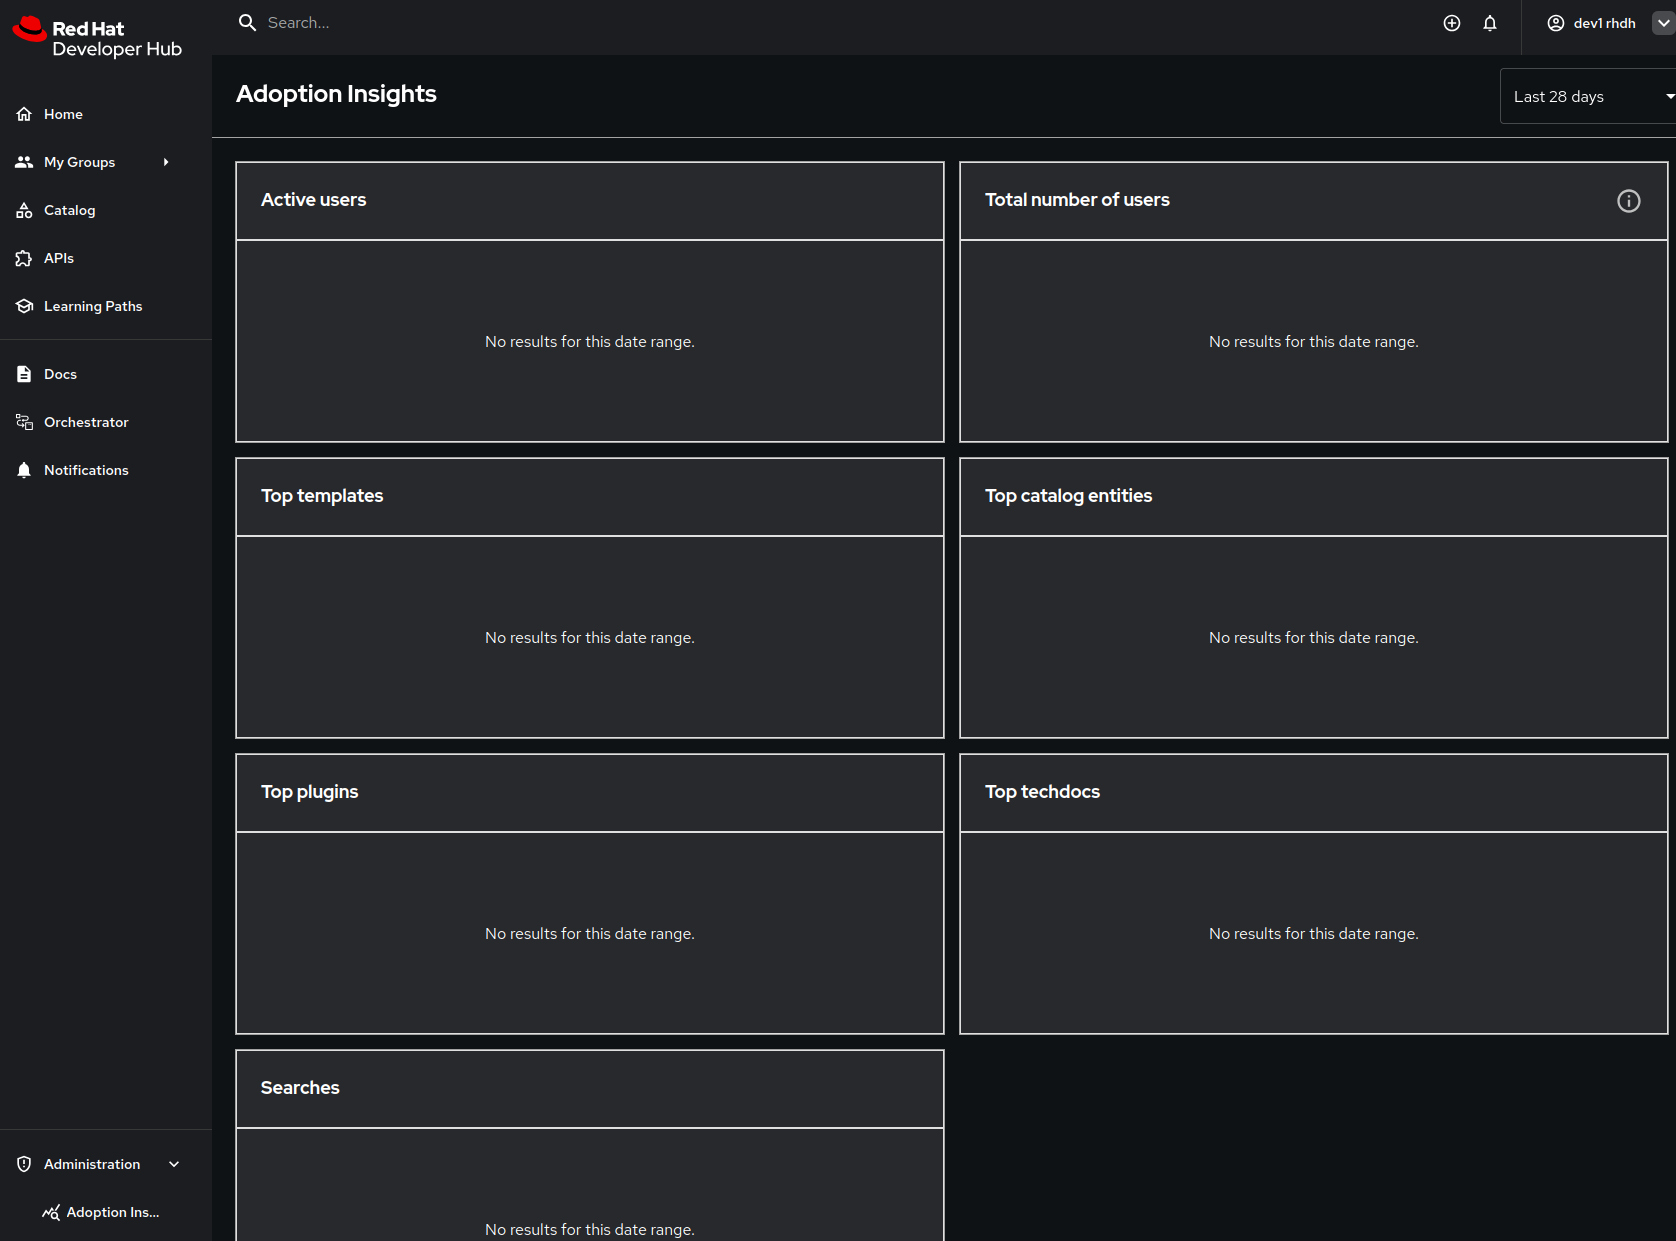 Red Hat
Developer Hub
Search...
dev1 rhdh
Home
My Groups
Catalog
APIs
Learning Paths
Docs
Orchestrator
Notifications
Administration
Adoption Ins...
Adoption Insights
Last 28 days
Active users
No results for this date range.
Total number of users
No results for this date range.
Top templates
No results for this date range.
Top catalog entities
No results for this date range.
Top plugins
No results for this date range.
Top techdocs
No results for this date range.
Searches
No results for this date range.